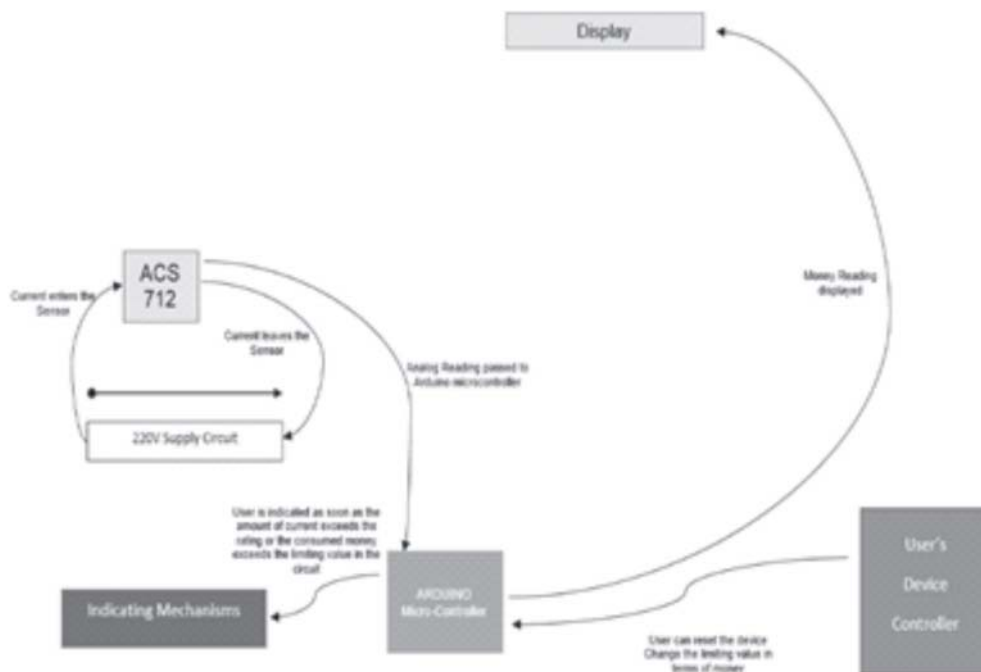 Display
ACS
712
Current enters the
Sensor
Current leaves the
Sensor
Money Reading
displayed
Analog Reading passed to
Arduino microcontroller
220V Supply Circuit
User is indicated as soon as the
amount of current exceeds the
rating or the consumed money
exceeds the limiting value in the
circuit
Indicating Mechanisms
ARDUINO
Micro-Controller
User's
Device
Controller
User can reset the device
Change the limiting value in
terms of money